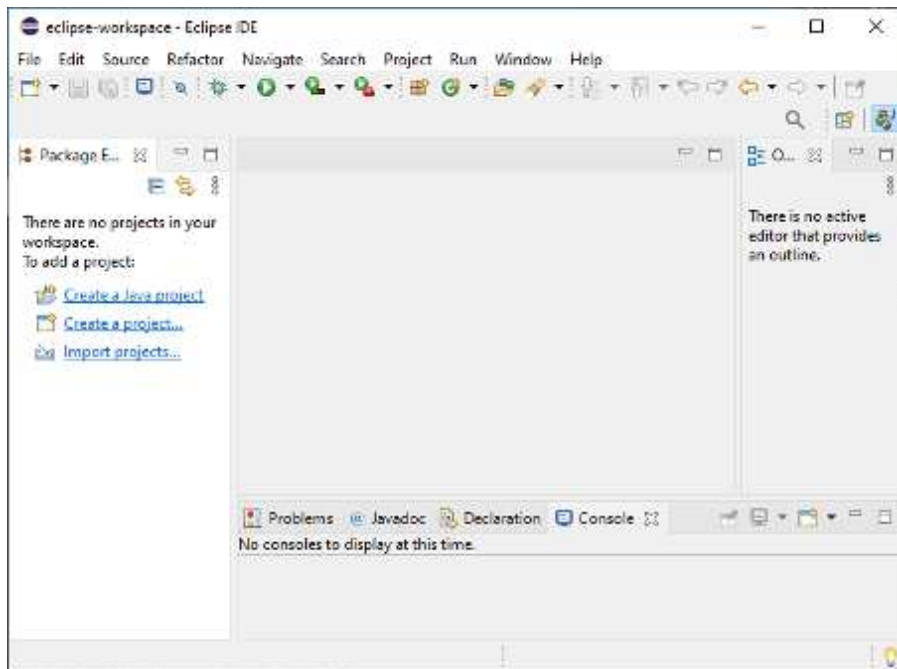 eclipse-workspace - Eclipse IDE
File Edit Source Refactor Navigate Search Project Run Window Help
Package E...
O...
There are no projects in your
workspace.
To add a project:
Create a Java project
Create a project...
Import projects...
There is no active
editor that provides
an outline.
Problems @ Javadoc Declaration Console
No consoles to display at this time.